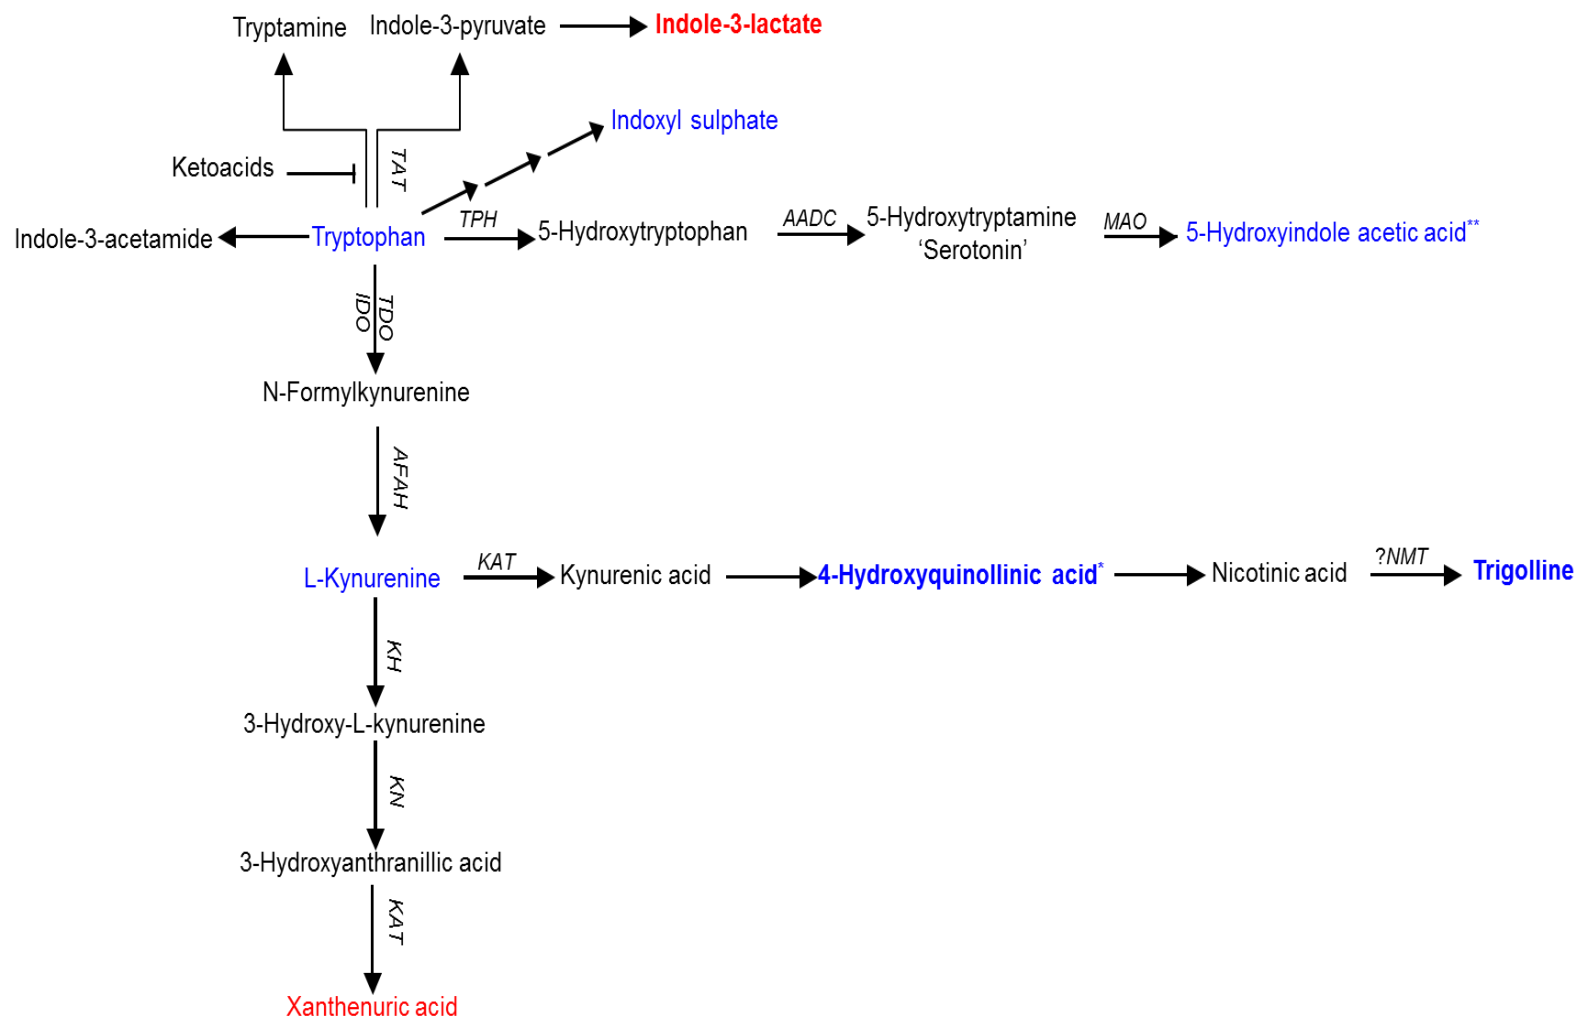 Tryptamine
Indole-3-pyruvate
Indole-3-lactate
Indoxyl sulphate
Ketoacids
TAT
Indole-3-acetamide
Tryptophan
TPH
5-Hydroxytryptophan
AADC
5-Hydroxytryptamine
‘Serotonin’
MAO
5-Hydroxyindole acetic acid**
IDO
TDO
N-Formylkynurenine
AFAH
L-Kynurenine
KAT
Kynurenic acid
4-Hydroxyquinollinic acid*
Nicotinic acid
?NMT
Trigolline
KH
3-Hydroxy-L-kynurenine
KN
3-Hydroxyanthranillic acid
KAT
Xanthenuric acid